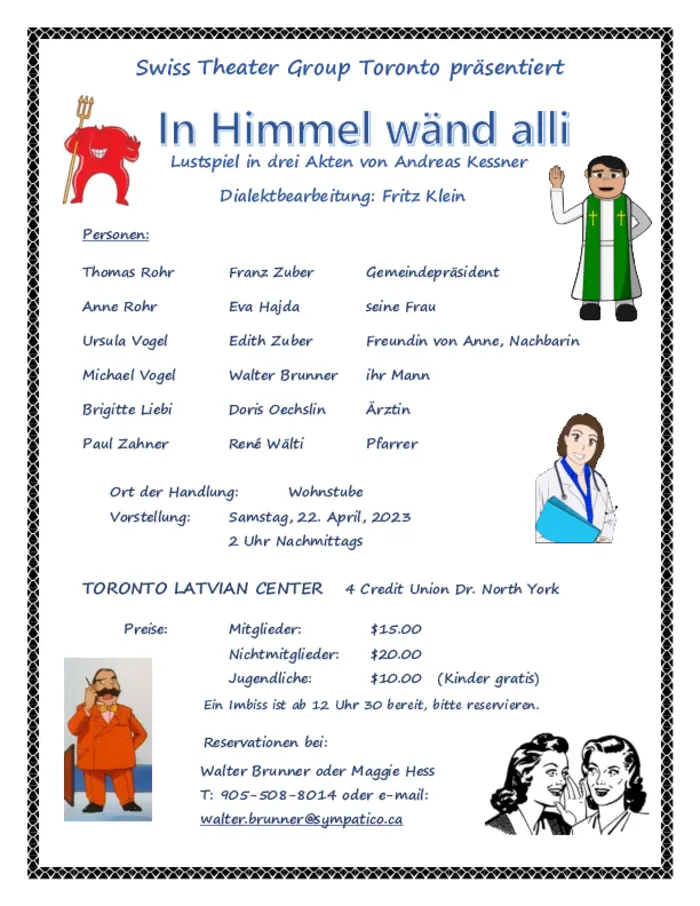 Swiss Theater Group Toronto präsentiert
In Himmel wänd alli
Lustspiel in drei Akten von Andreas Kessner
Dialektbearbeitung: Fritz Klein
Personen:
Thomas Rohr Franz Zuber Gemeindepräsident
Anne Rohr Eva Hajda seine Frau
Ursula Vogel Edith Zuber Freundin von Anne, Nachbarin
Michael Vogel Walter Brunner ihr Mann
Brigitte Liebi Doris Oechslin Ärztin
Paul Zahner René Wälti Pfarrer
Ort der Handlung: Wohnstube
Vorstellung: Samstag, 22. April, 2023
2 Uhr Nachmittags
TORONTO LATVIAN CENTER 4 Credit Union Dr. North York
Preise: Mitglieder: $15.00
Nichtmitglieder: $20.00
Jugendliche: $10.00 (Kinder gratis)
Ein Imbiss ist ab 12 Uhr 30 bereit, bitte reservieren.
Reservationen bei:
Walter Brunner oder Maggie Hess
T: 905-508-8014 oder e-mail:
walter.brunner@sympatico.ca